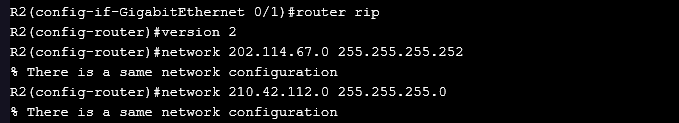 R2(config-if-GigabitEthernet 0/1)#router rip
R2(config-router)#version 2
R2(config-router)#network 202.114.67.0 255.255.255.252
% There is a same network configuration
R2(config-router)#network 210.42.112.0 255.255.255.0
% There is a same network configuration